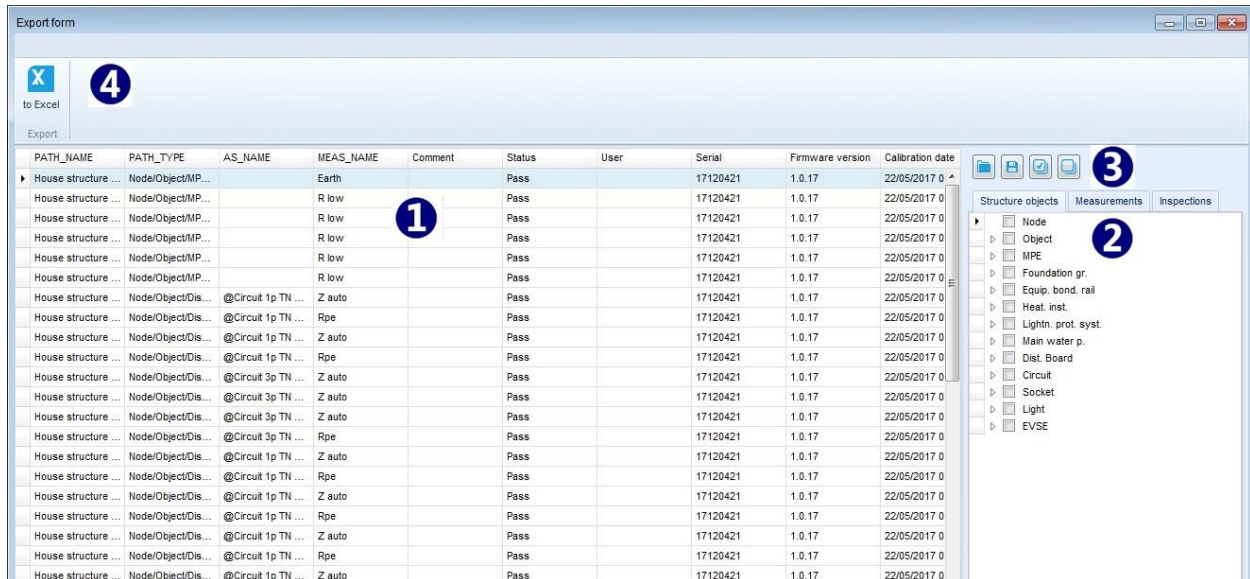 Export form
4
to Excel
Export
PATH_NAME PATH_TYPE AS_NAME MEAS_NAME Comment Status User Serial Firmware version Calibration date
House structure ... Node/Object/MP... Earth Pass 17120421 1.0.17 22/05/2017 0
House structure ... Node/Object/MP... R low Pass 17120421 1.0.17 22/05/2017 0
House structure ... Node/Object/MP... R low Pass 17120421 1.0.17 22/05/2017 0
House structure ... Node/Object/MP... R low Pass 17120421 1.0.17 22/05/2017 0
House structure ... Node/Object/MP... R low Pass 17120421 1.0.17 22/05/2017 0
House structure ... Node/Object/MP... R low Pass 17120421 1.0.17 22/05/2017 0
House structure ... Node/Object/Dis... @Circuit 1p TN ... Z auto Pass 17120421 1.0.17 22/05/2017 0
House structure ... Node/Object/Dis... @Circuit 1p TN ... Rpe Pass 17120421 1.0.17 22/05/2017 0
House structure ... Node/Object/Dis... @Circuit 1p TN ... Z auto Pass 17120421 1.0.17 22/05/2017 0
House structure ... Node/Object/Dis... @Circuit 1p TN ... Rpe Pass 17120421 1.0.17 22/05/2017 0
House structure ... Node/Object/Dis... @Circuit 3p TN ... Z auto Pass 17120421 1.0.17 22/05/2017 0
House structure ... Node/Object/Dis... @Circuit 3p TN ... Z auto Pass 17120421 1.0.17 22/05/2017 0
House structure ... Node/Object/Dis... @Circuit 3p TN ... Z auto Pass 17120421 1.0.17 22/05/2017 0
House structure ... Node/Object/Dis... @Circuit 3p TN ... Rpe Pass 17120421 1.0.17 22/05/2017 0
House structure ... Node/Object/Dis... @Circuit 1p TN ... Z auto Pass 17120421 1.0.17 22/05/2017 0
House structure ... Node/Object/Dis... @Circuit 1p TN ... Rpe Pass 17120421 1.0.17 22/05/2017 0
House structure ... Node/Object/Dis... @Circuit 1p TN ... Z auto Pass 17120421 1.0.17 22/05/2017 0
House structure ... Node/Object/Dis... @Circuit 1p TN ... Rpe Pass 17120421 1.0.17 22/05/2017 0
House structure ... Node/Object/Dis... @Circuit 1p TN ... Z auto Pass 17120421 1.0.17 22/05/2017 0
House structure ... Node/Object/Dis... @Circuit 1p TN ... Rpe Pass 17120421 1.0.17 22/05/2017 0
House structure ... Node/Object/Dis... @Circuit 1p TN ... Z auto Pass 17120421 1.0.17 22/05/2017 0
1
3
Structure objects Measurements Inspections
2
Node
Object
MPE
Foundation gr.
Equip. bond. rail
Heat. inst.
Lightn. prot. syst.
Main water p.
Dist. Board
Circuit
Socket
Light
EVSE